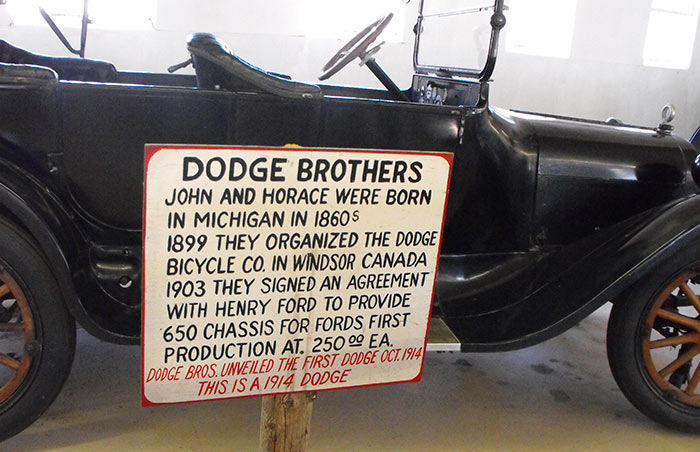 DODGE BROTHERS
JOHN AND HORACE WERE BORN
IN MICHIGAN IN 1860s
1899 THEY ORGANIZED THE DODGE
BICYCLE CO. IN WINDSOR CANADA
1903 THEY SIGNED AN AGREEMENT
WITH HENRY FORD TO PROVIDE
650 CHASSIS FOR FORDS FIRST
PRODUCTION AT. 250 00 EA.
DODGE BROS. UNVEILED THE FIRST DODGE OCT. 1914
THIS IS A 1914 DODGE